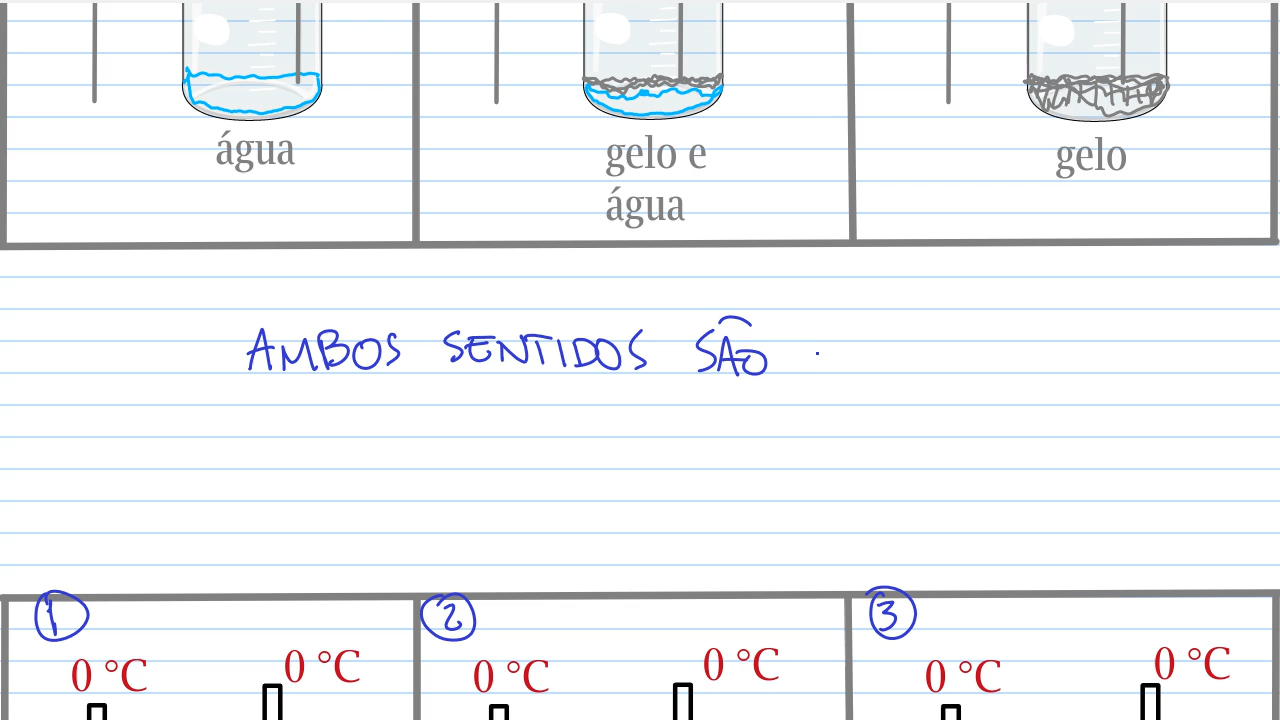 água
gelo e
água
gelo
AMBOS SENTIDOS SÃO
1
2
3
0 °C
0 °C
0 °C
0 °C
0 °C
0 °C